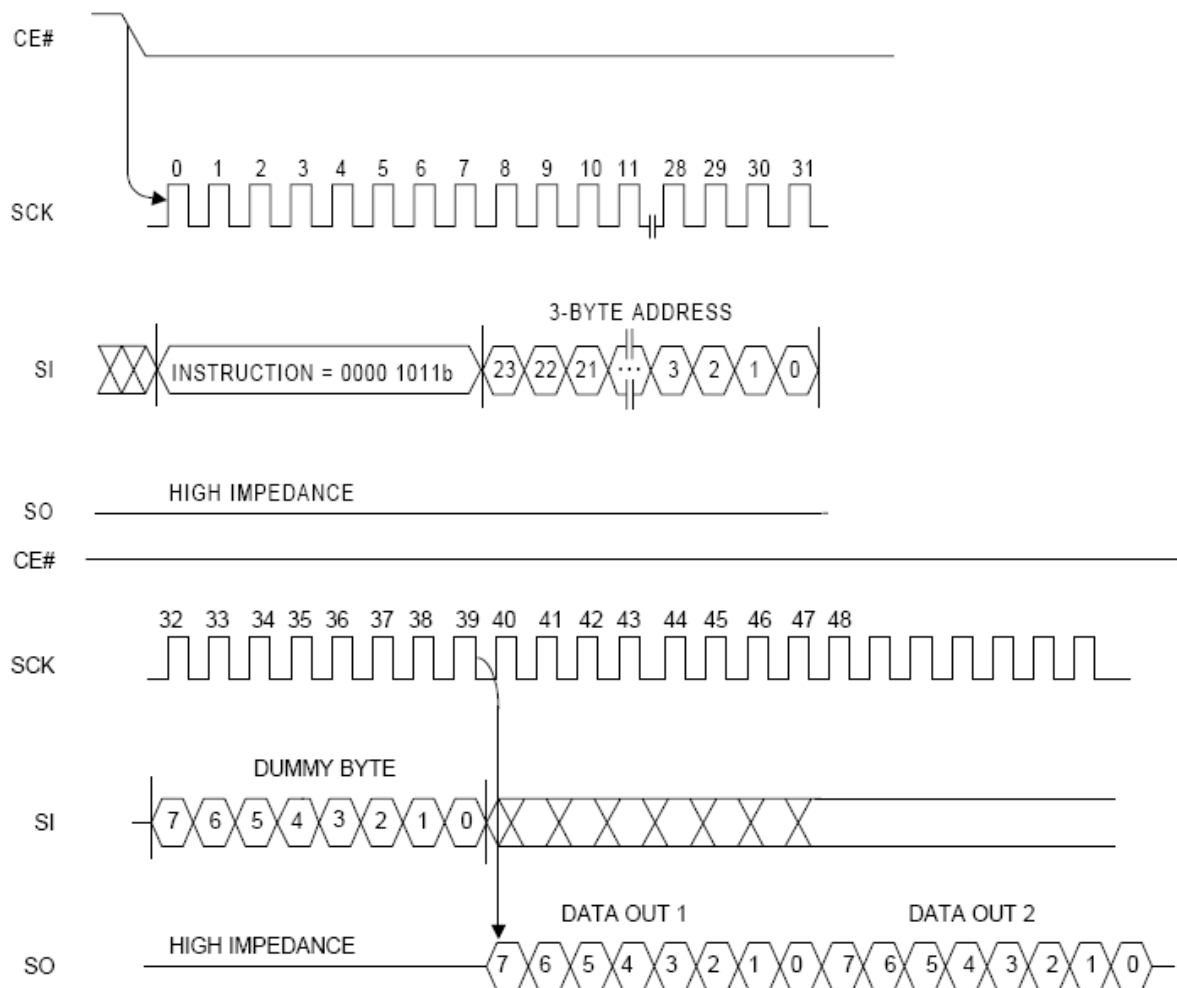 CE#
0 1 2 3 4 5 6 7 8 9 10 11 28 29 30 31
SCK
3-BYTE ADDRESS
SI INSTRUCTION = 0000 1011b 23 22 21 ... 3 2 1 0
HIGH IMPEDANCE
SO
CE#
32 33 34 35 36 37 38 39 40 41 42 43 44 45 46 47 48
SCK
DUMMY BYTE
SI 7 6 5 4 3 2 1 0
DATA OUT 1 DATA OUT 2
HIGH IMPEDANCE
SO 7 6 5 4 3 2 1 0 7 6 5 4 3 2 1 0